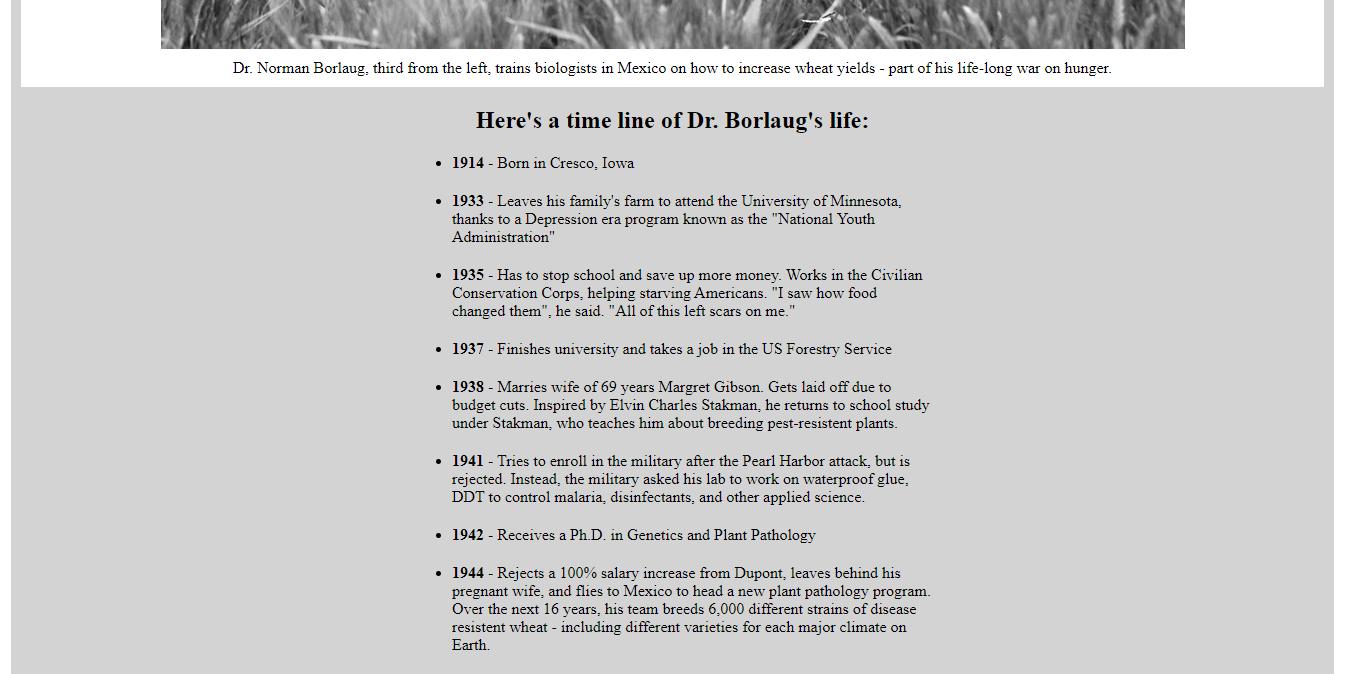 Dr. Norman Borlaug, third from the left, trains biologists in Mexico on how to increase wheat yields - part of his life-long war on hunger.
Here's a time line of Dr. Borlaug's life:
• 1914 - Born in Cresco, Iowa
• 1933 - Leaves his family's farm to attend the University of Minnesota,
thanks to a Depression era program known as the "National Youth
Administration"
• 1935 - Has to stop school and save up more money. Works in the Civilian
Conservation Corps, helping starving Americans. "I saw how food
changed them", he said. "All of this left scars on me."
• 1937 - Finishes university and takes a job in the US Forestry Service
• 1938 - Marries wife of 69 years Margret Gibson. Gets laid off due to
budget cuts. Inspired by Elvin Charles Stakman, he returns to school study
under Stakman, who teaches him about breeding pest-resistent plants.
• 1941 - Tries to enroll in the military after the Pearl Harbor attack, but is
rejected. Instead, the military asked his lab to work on waterproof glue,
DDT to control malaria, disinfectants, and other applied science.
• 1942 - Receives a Ph.D. in Genetics and Plant Pathology
• 1944 - Rejects a 100% salary increase from Dupont, leaves behind his
pregnant wife, and flies to Mexico to head a new plant pathology program.
Over the next 16 years, his team breeds 6,000 different strains of disease
resistent wheat - including different varieties for each major climate on
Earth.